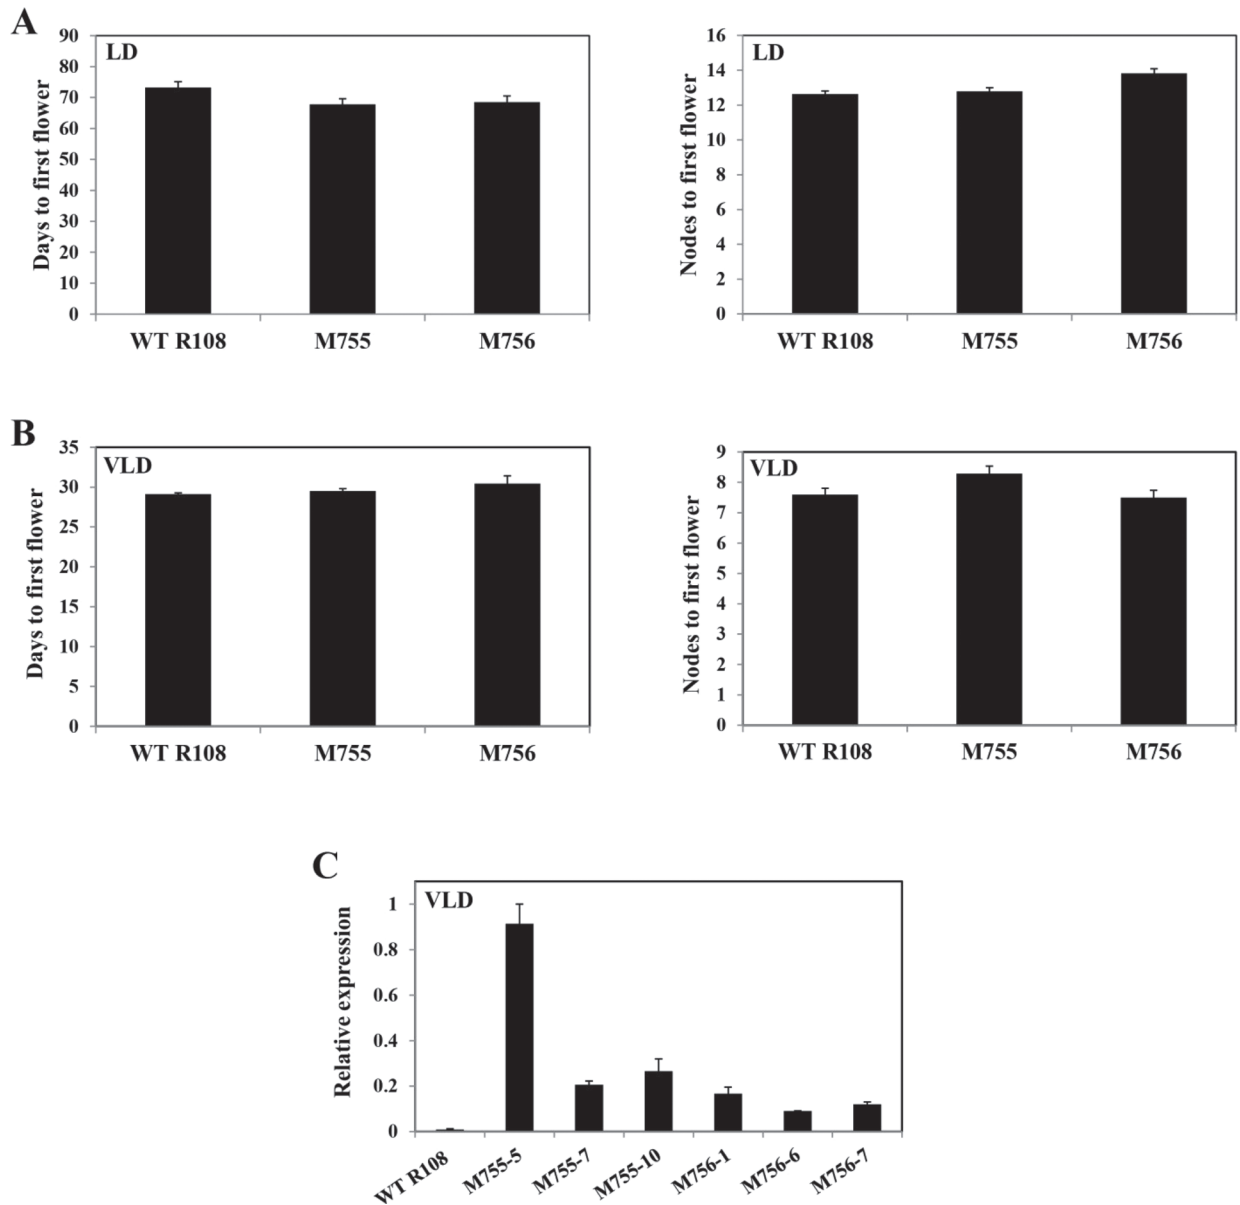 A
LD
Days to first flower
90
80
70
60
50
40
30
20
10
0
WT R108 M755 M756
LD
Nodes to first flower
16
14
12
10
8
6
4
2
0
WT R108 M755 M756
B
VLD
Days to first flower
35
30
25
20
15
10
5
0
WT R108 M755 M756
VLD
Nodes to first flower
9
8
7
6
5
4
3
2
1
0
WT R108 M755 M756
C
VLD
Relative expression
1
0.8
0.6
0.4
0.2
0
WT R108 M755-5 M755-7 M755-10 M756-1 M756-6 M756-7